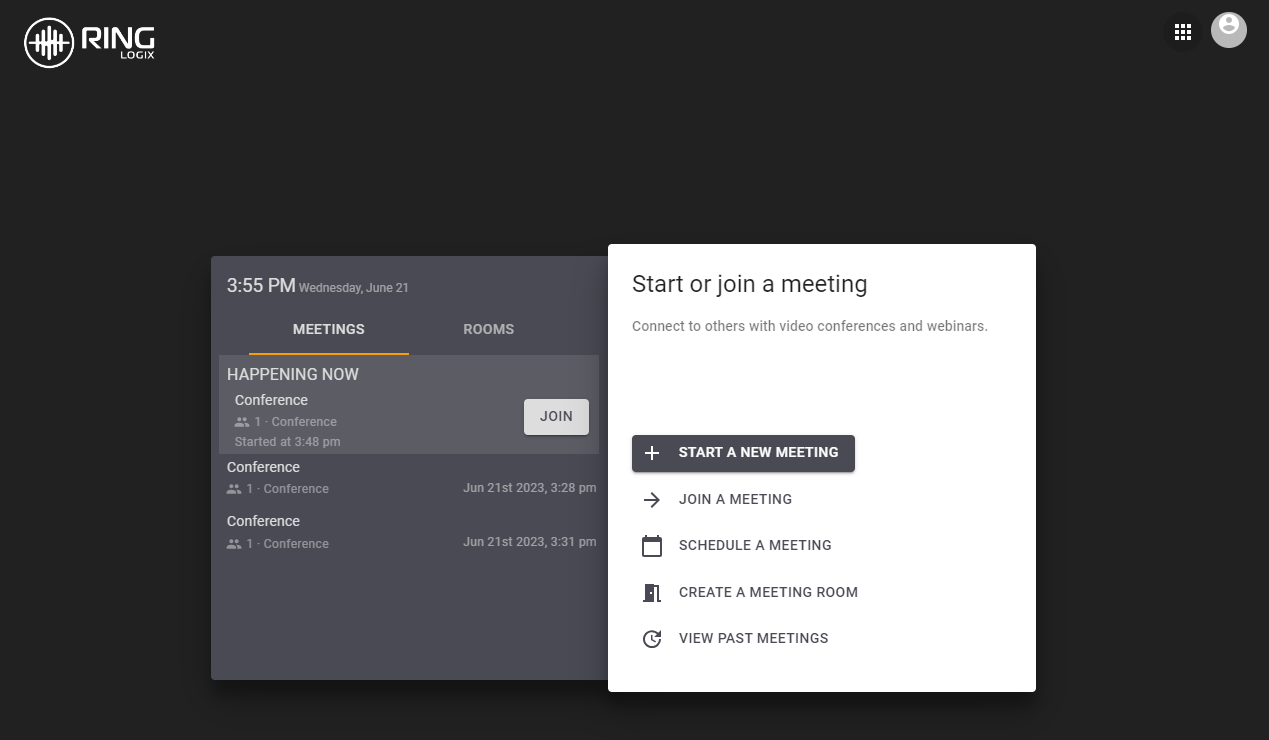 RING
LOGIX
3:55 PM Wednesday, June 21
MEETINGS ROOMS
HAPPENING NOW
Conference
1 · Conference
Started at 3:48 pm
JOIN
Conference
1 · Conference Jun 21st 2023, 3:28 pm
Conference
1 · Conference Jun 21st 2023, 3:31 pm
Start or join a meeting
Connect to others with video conferences and webinars.
START A NEW MEETING
JOIN A MEETING
SCHEDULE A MEETING
CREATE A MEETING ROOM
VIEW PAST MEETINGS